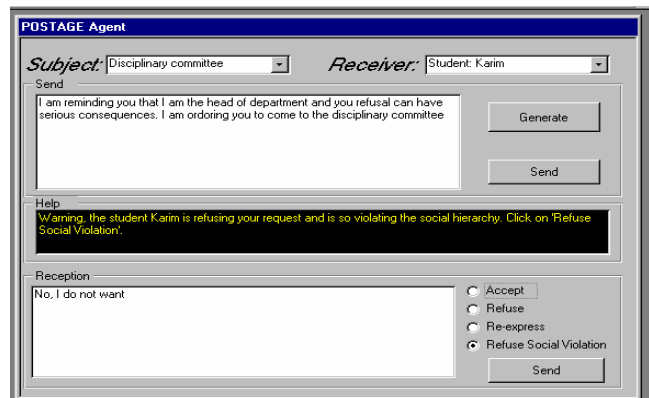 POSTAGE Agent
Subject: Disciplinary committee Receiver: Student: Karim
Send
I am reminding you that I am the head of department and you refusal can have
serious consequences. I am ordoring you to come to the disciplinary committee
Generate
Send
Help
Warning, the student Karim is refusing your request and is so violating the social hierarchy. Click on 'Refuse
Social Violation'.
Reception
No, I do not want
Accept
Refuse
Re-express
Refuse Social Violation
Send